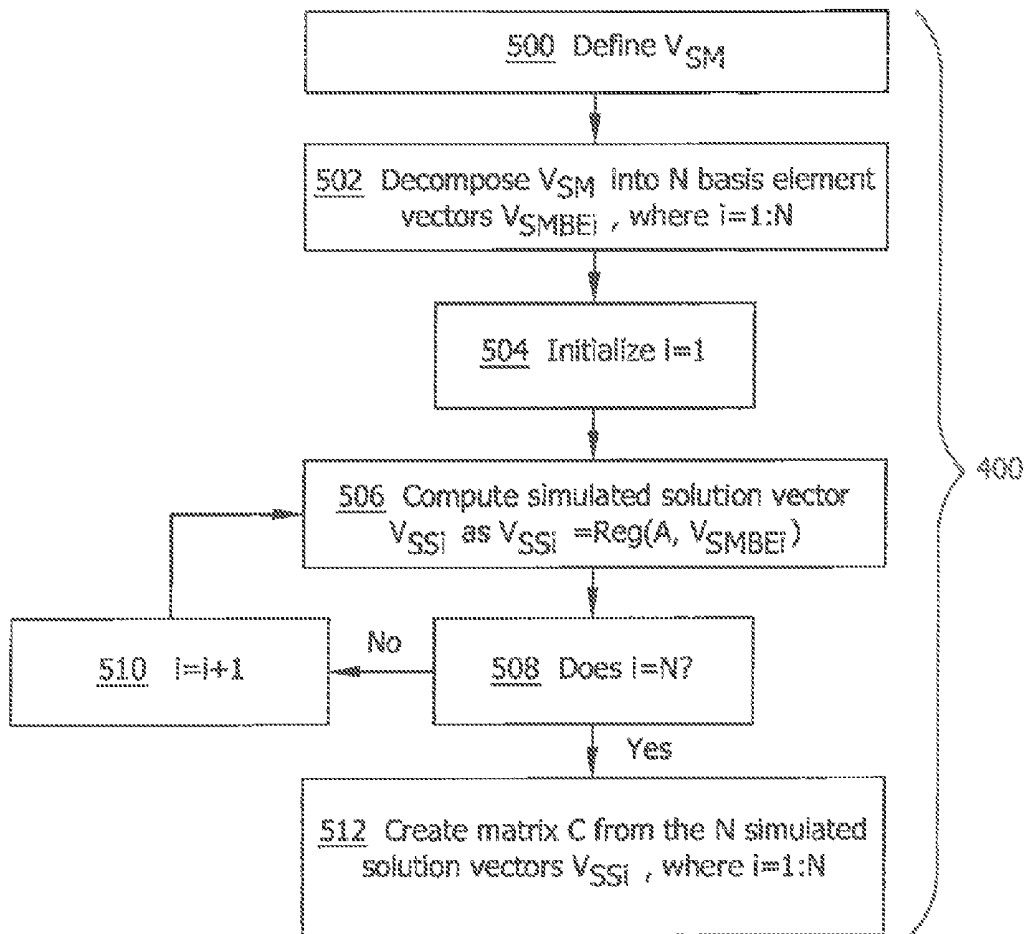 500 Define V_SM
502 Decompose V_SM into N basis element
vectors V_SMBEi , where i=1:N
504 Initialize i=1
506 Compute simulated solution vector
V_SSi as V_SSi =Reg(A, V_SMBEi)
400
510 i=i+1
No
508 Does i=N?
Yes
512 Create matrix C from the N simulated
solution vectors V_SSi , where i=1:N